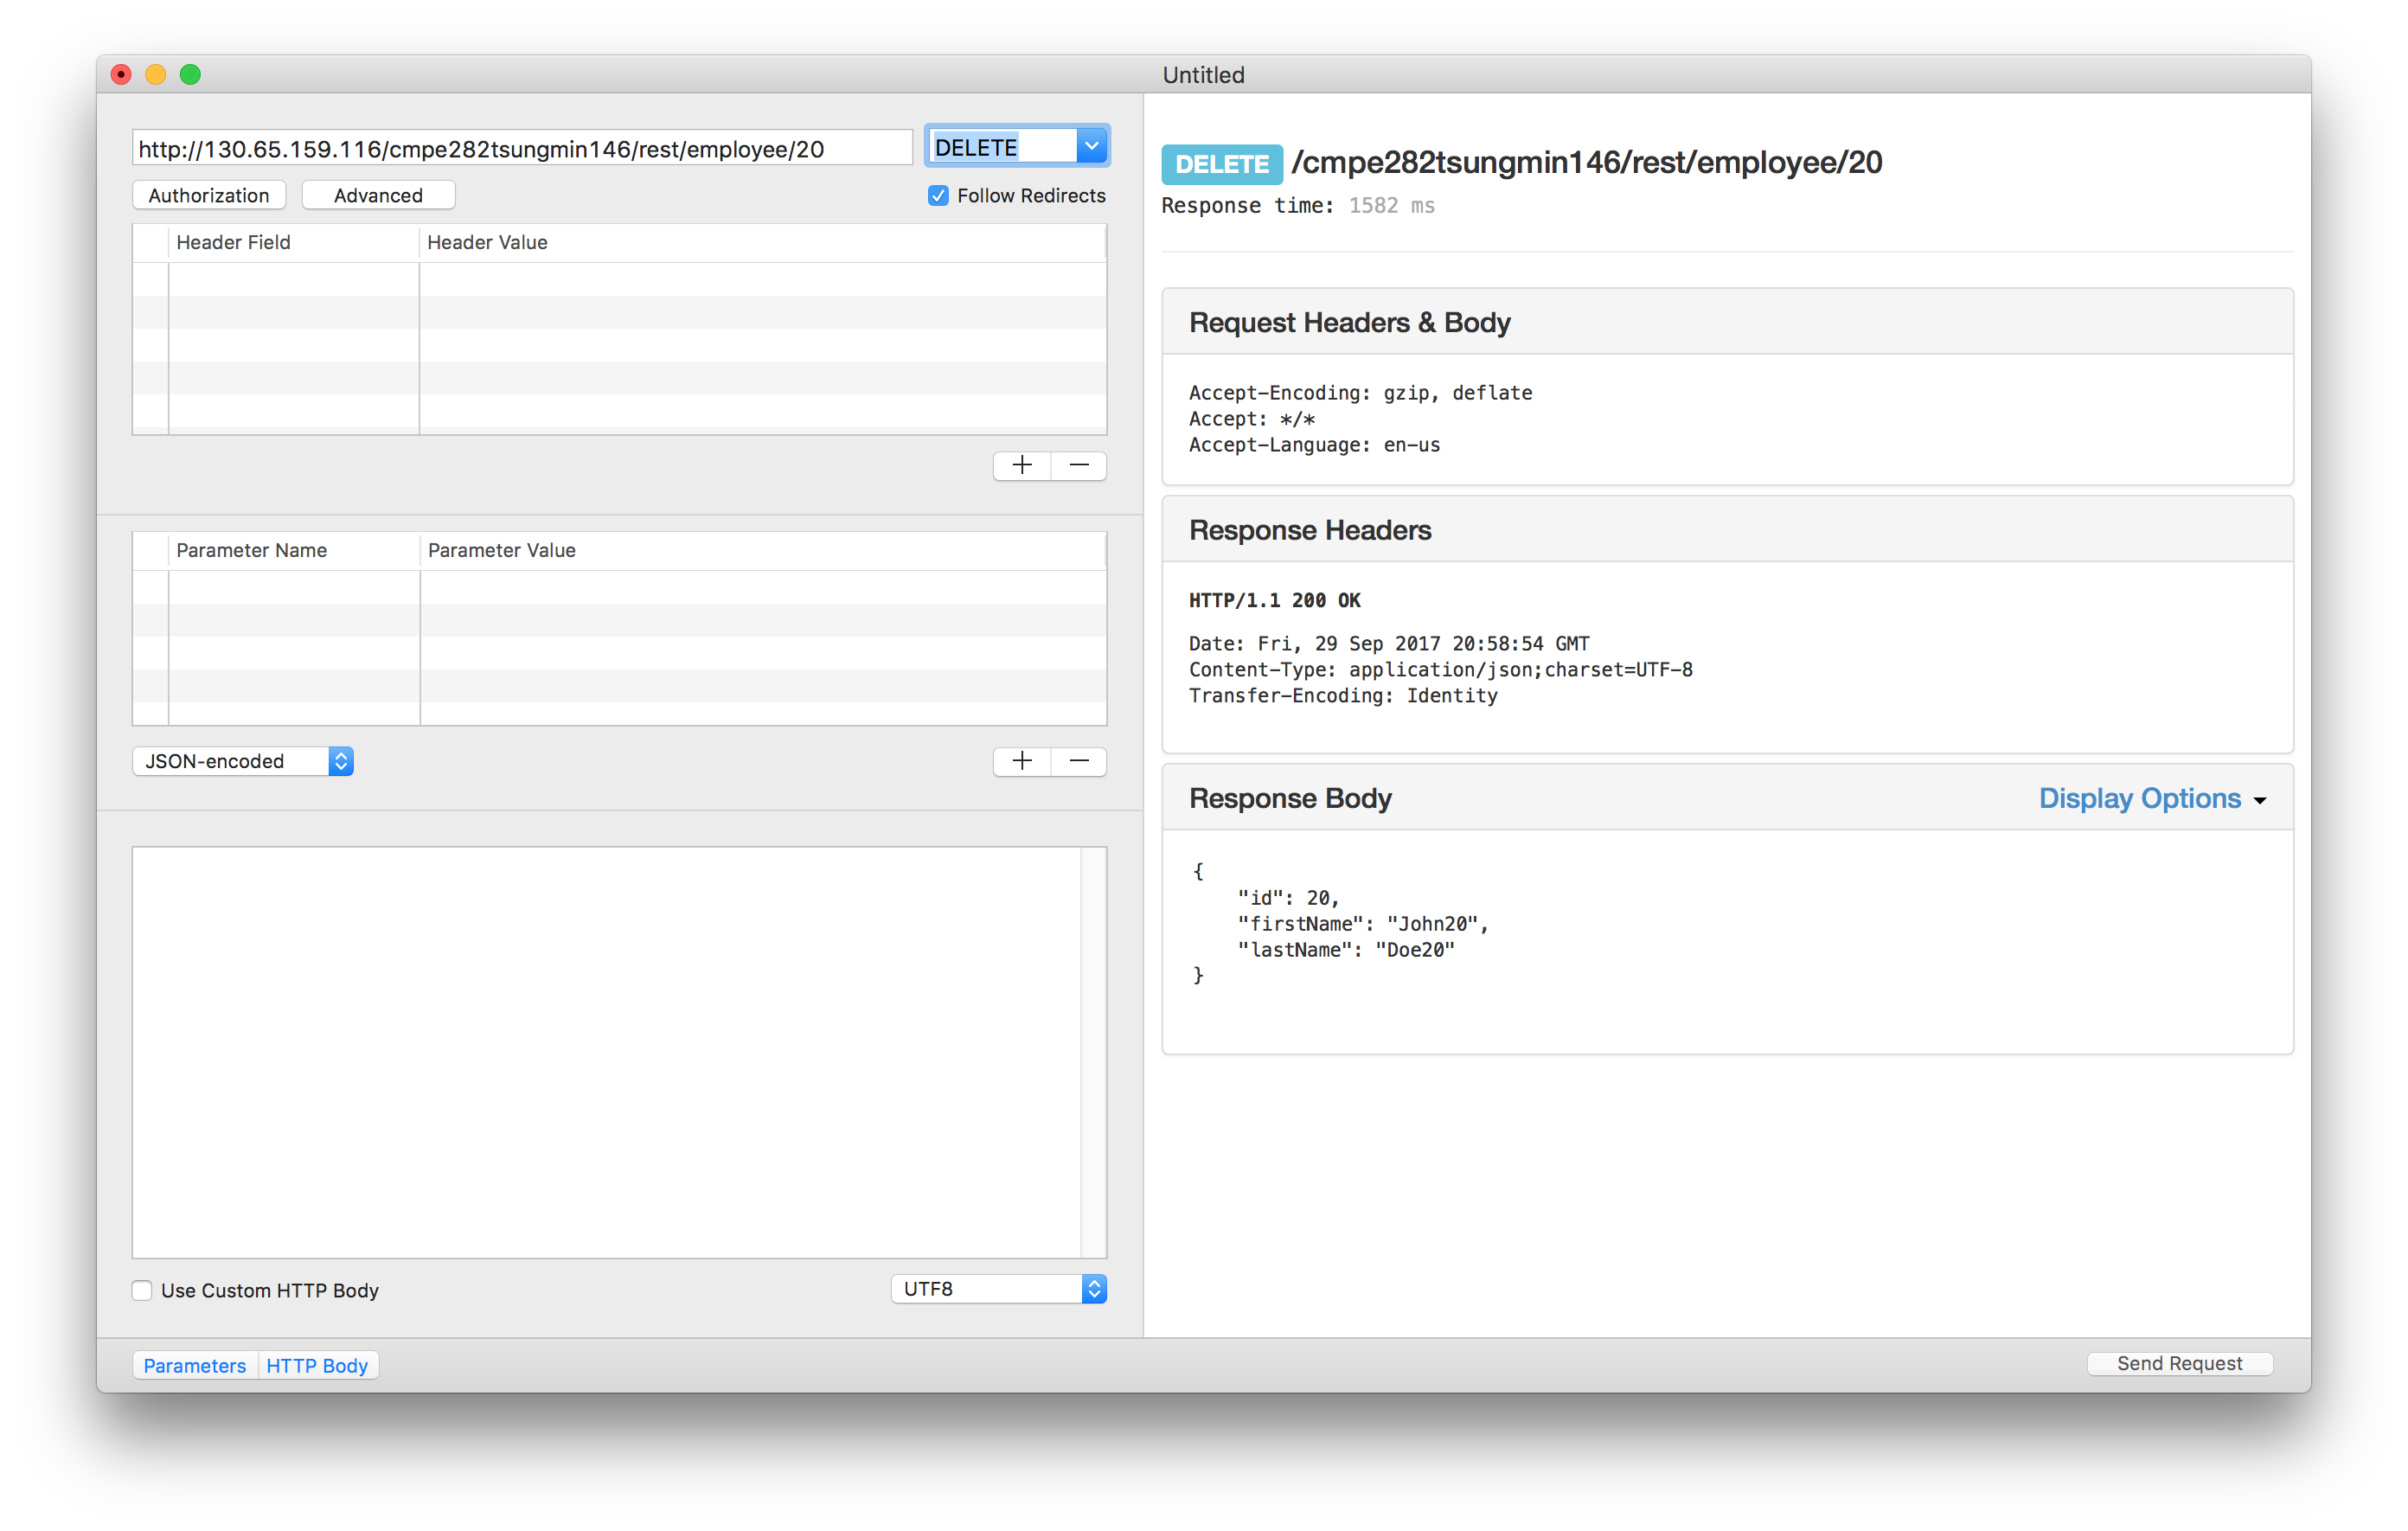 Untitled
http://130.65.159.116/cmpe282tsungmin146/rest/employee/20
DELETE
Authorization
Advanced
Follow Redirects
Header Field
Header Value
Parameter Name
Parameter Value
JSON-encoded
Use Custom HTTP Body
UTF8
Parameters
HTTP Body
DELETE /cmpe282tsungmin146/rest/employee/20
Response time: 1582 ms
Request Headers & Body
Accept-Encoding: gzip, deflate
Accept: */*
Accept-Language: en-us
Response Headers
HTTP/1.1 200 OK
Date: Fri, 29 Sep 2017 20:58:54 GMT
Content-Type: application/json;charset=UTF-8
Transfer-Encoding: Identity
Response Body
Display Options
{
"id": 20,
"firstName": "John20",
"lastName": "Doe20"
}
Send Request